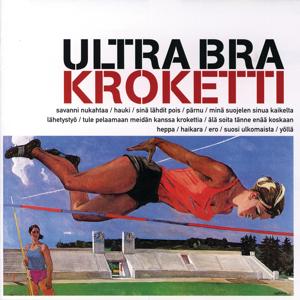 ULTRA BRA
KROKETTI
savanni nukahtaa / hauki / sinä lähdit pois / pärnu / minä suojelen sinua kaikelta
lähetystyö / tule pelaamaan meidän kanssa krokettia / älä soita tänne enää koskaan
heppa / haikara / ero / suosi ulkomaista / yöllä